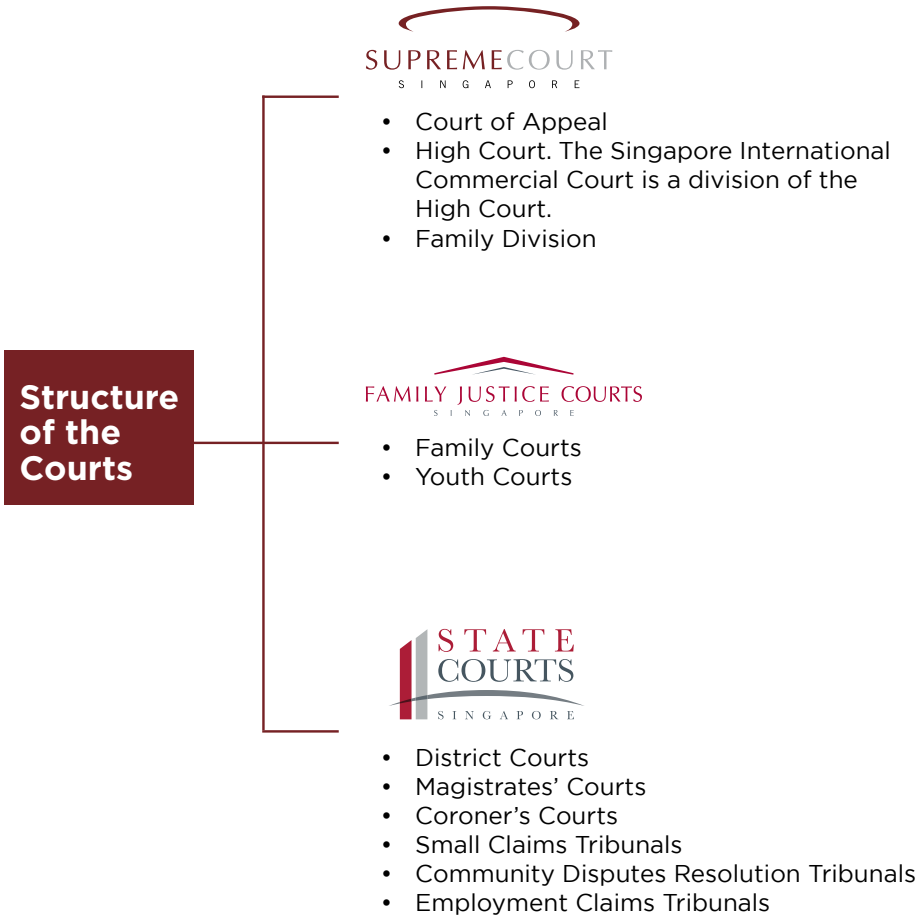 SUPREMECOURT
SINGAPORE
• Court of Appeal
• High Court. The Singapore International
Commercial Court is a division of the
High Court.
• Family Division
Structure
of the
Courts
FAMILY JUSTICE COURTS
SINGAPORE
• Family Courts
• Youth Courts
STATE
COURTS
SINGAPORE
• District Courts
• Magistrates’ Courts
• Coroner’s Courts
• Small Claims Tribunals
• Community Disputes Resolution Tribunals
• Employment Claims Tribunals